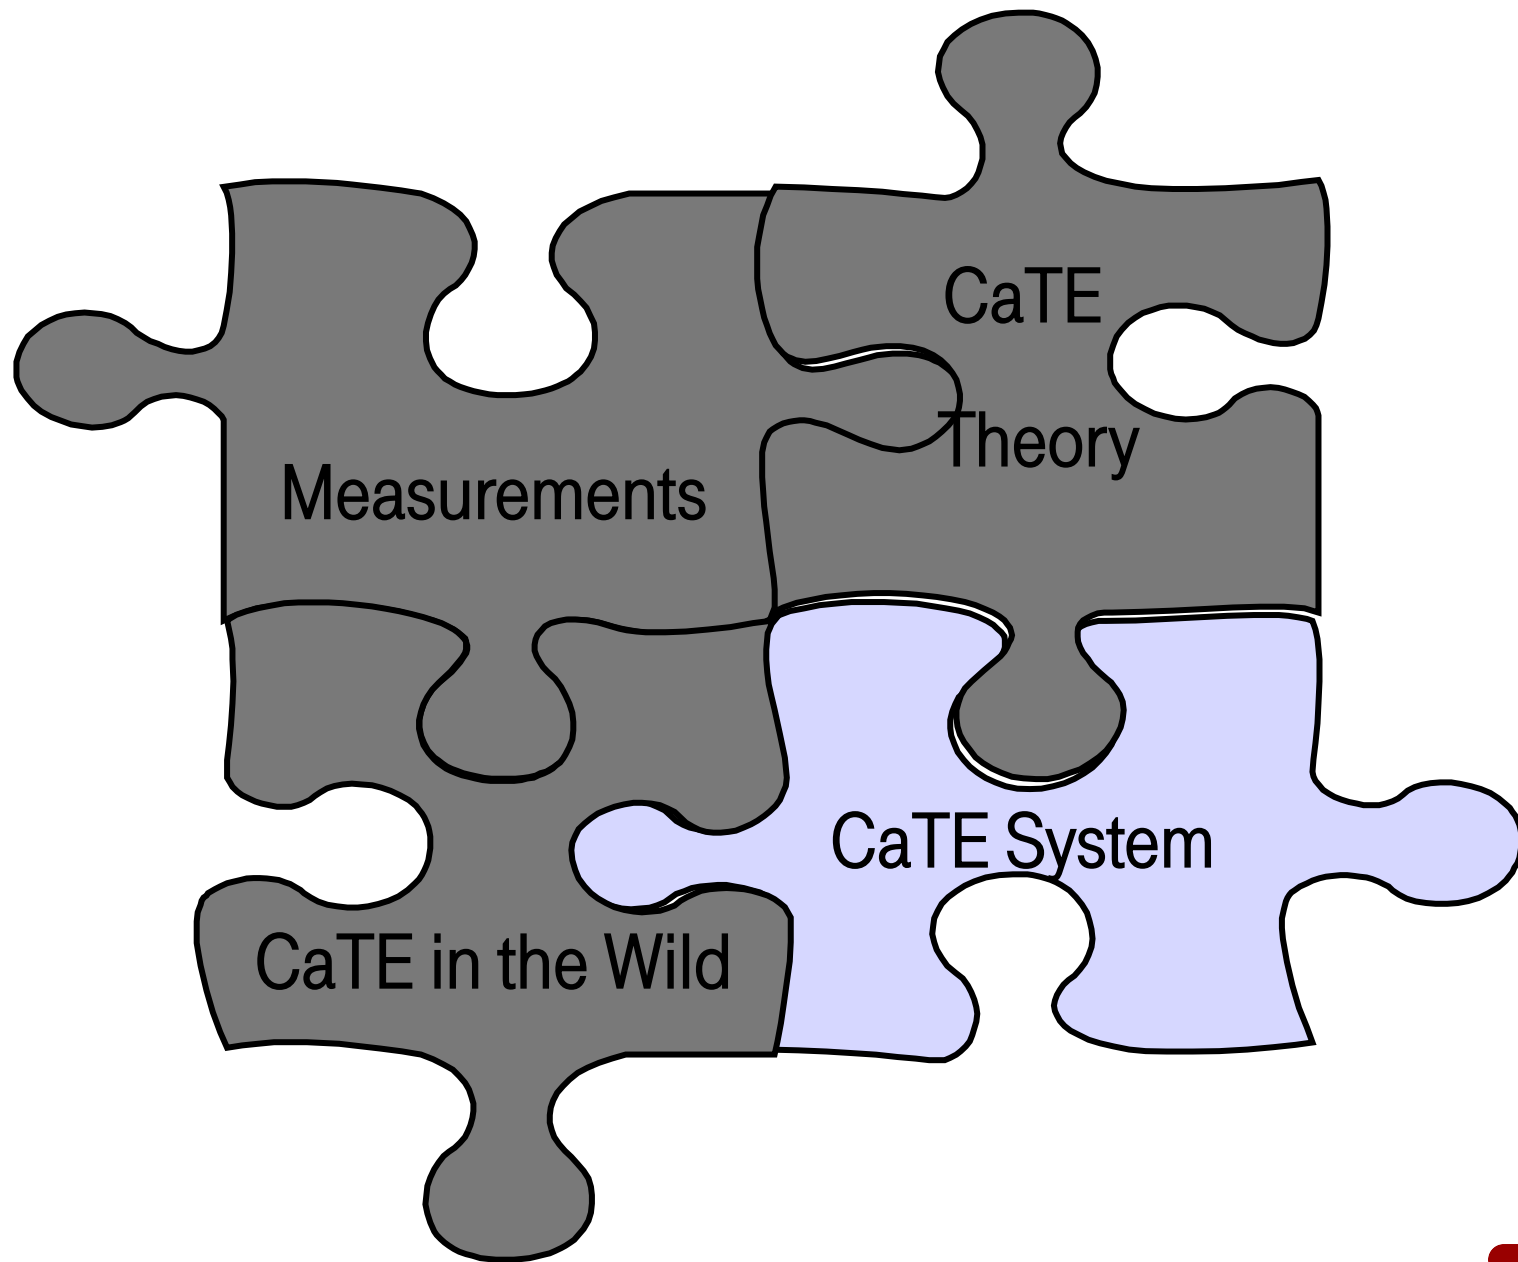 CaTE
Theory
Measurements
CaTE System
CaTE in the Wild